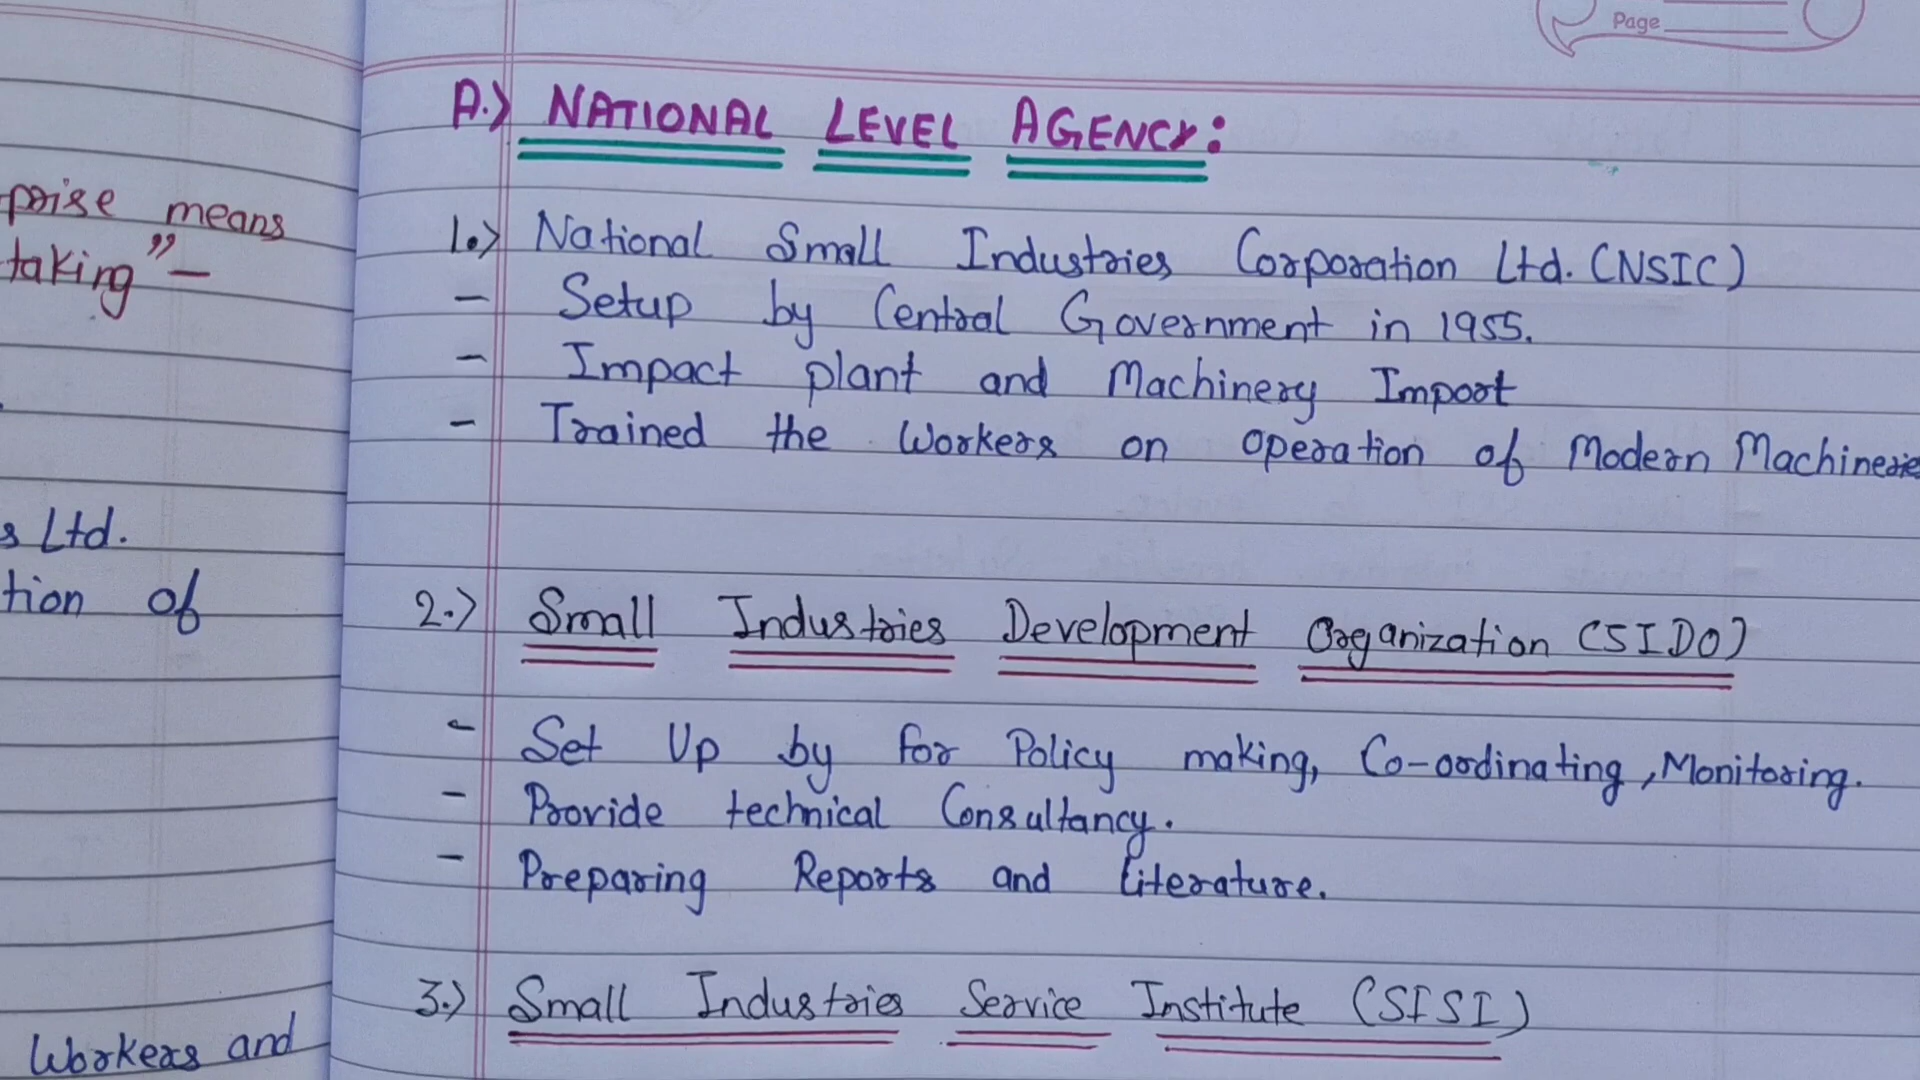 Page
prise means
taking" —
s Ltd.
tion of
Workers and
A.) NATIONAL LEVEL AGENCY:
1.) National Small Industries Corporation Ltd. (NSIC)
- Setup by Central Government in 1955.
- Impact plant and Machinery Import
- Trained the Workers on Operation of Modern Machinerie
2.) Small Industries Development Organization (SIDO)
- Set Up by for Policy making, Co-ordinating, Monitoring.
- Provide technical Consultancy.
- Preparing Reports and Literature.
3.) Small Industries Service Institute (SISI)